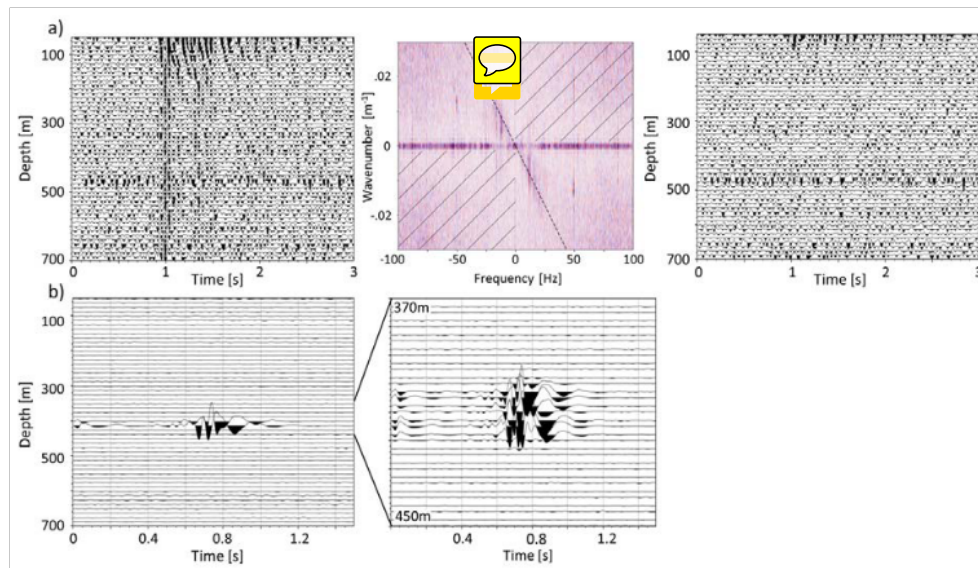 a)
100
300
500
700
0
1
2
3
Depth [m]
Time [s]
.02
0
-.02
-100
-50
0
50
100
Wavenumber [m⁻¹]
Frequency [Hz]
100
300
500
700
0
1
2
3
Depth [m]
Time [s]
b)
100
300
500
700
0
0.4
0.8
1.2
Depth [m]
Time [s]
370m
450m
0.4
0.8
1.2
Time [s]